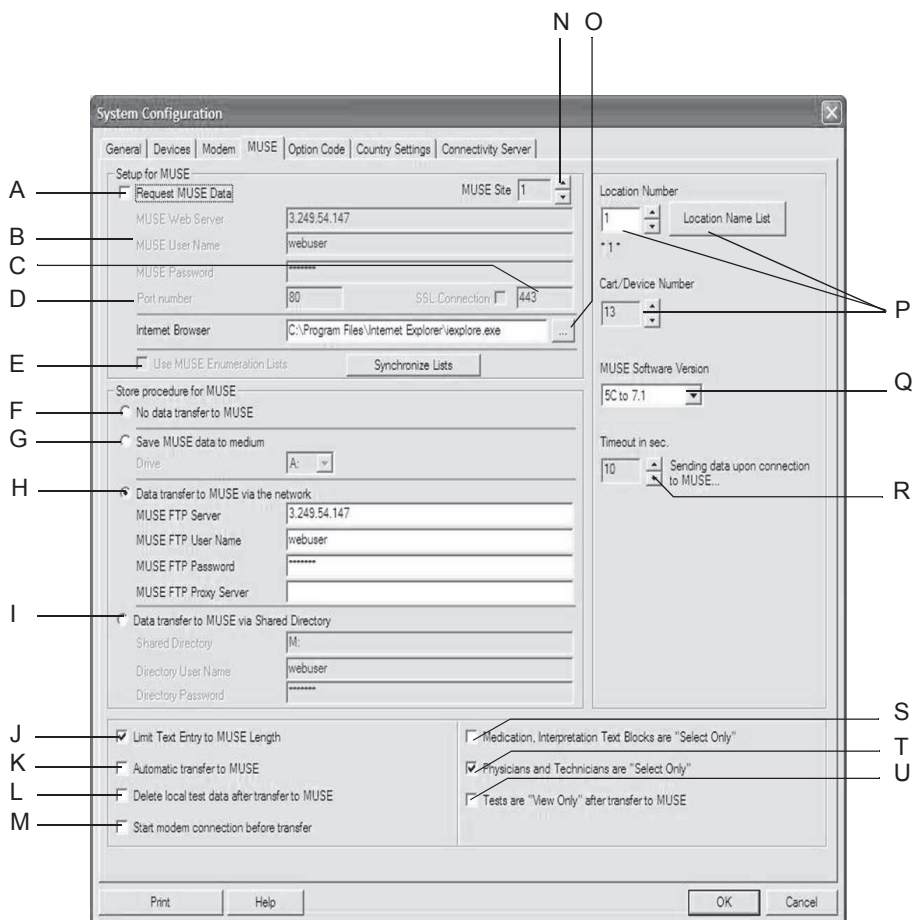 N O
System Configuration
General Devices Modem MUSE Option Code Country Settings Connectivity Server
Setup for MUSE
A
Request MUSE Data
MUSE Site 1
B
MUSE Web Server 3.249.54.147
MUSE User Name webuser
C
MUSE Password *******
D
Port number 80 SSL Connection 443
Internet Browser C:\Program Files\Internet Explorer\iexplore.exe ...
E
Use MUSE Enumeration Lists Synchronize Lists
Store procedure for MUSE
F
No data transfer to MUSE
G
Save MUSE data to medium
Drive A:
H
Data transfer to MUSE via the network
MUSE FTP Server 3.249.54.147
MUSE FTP User Name webuser
MUSE FTP Password *******
MUSE FTP Proxy Server
I
Data transfer to MUSE via Shared Directory
Shared Directory M:
Directory User Name webuser
Directory Password *******
Location Number
1 Location Name List
" 1 "
Cart/Device Number
13
P
MUSE Software Version
5C to 7.1
Q
Timeout in sec.
10 Sending data upon connection
to MUSE...
R
J
Limit Text Entry to MUSE Length
K
Automatic transfer to MUSE
L
Delete local test data after transfer to MUSE
M
Start modem connection before transfer
S
Medication, Interpretation Text Blocks are "Select Only"
T
Physicians and Technicians are "Select Only"
U
Tests are "View Only" after transfer to MUSE
Print Help OK Cancel